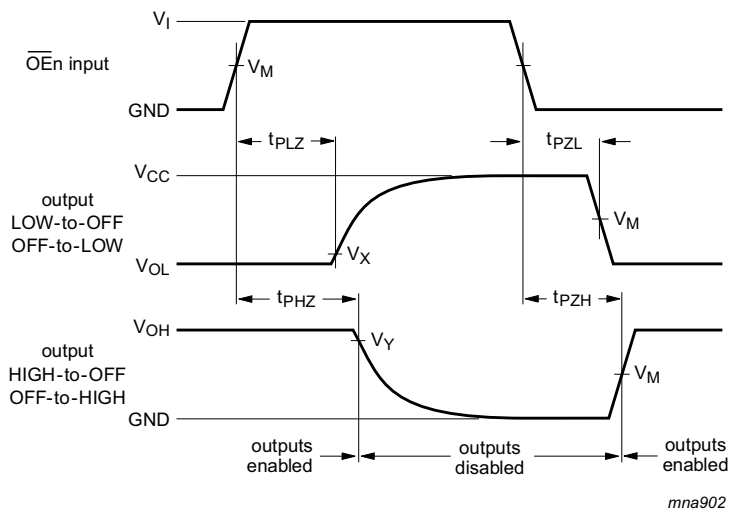 V_I
O̅E̅n input
V_M
GND
t_PLZ
t_PZL
V_CC
output
LOW-to-OFF
OFF-to-LOW
V_M
V_X
V_OL
t_PHZ
t_PZH
V_OH
output
HIGH-to-OFF
OFF-to-HIGH
V_Y
V_M
GND
outputs
enabled
outputs
disabled
outputs
enabled
mna902